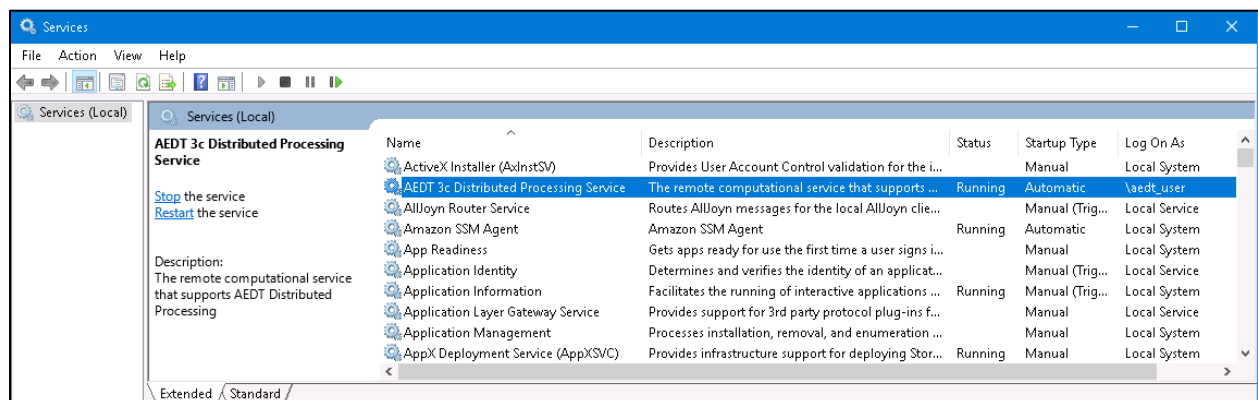 Services
File Action View Help
Services (Local)
Services (Local)
AEDT 3c Distributed Processing
Service
Stop the service
Restart the service
Description:
The remote computational service
that supports AEDT Distributed
Processing
Name Description Status Startup Type Log On As
ActiveX Installer (AxInstSV) Provides User Account Control validation for the i... Manual Local System
AEDT 3c Distributed Processing Service The remote computational service that supports ... Running Automatic \aedt_user
AllJoyn Router Service Routes AllJoyn messages for the local AllJoyn clie... Manual (Trig... Local Service
Amazon SSM Agent Amazon SSM Agent Running Automatic Local System
App Readiness Gets apps ready for use the first time a user signs i... Manual Local System
Application Identity Determines and verifies the identity of an applicat... Manual (Trig... Local Service
Application Information Facilitates the running of interactive applications ... Running Manual (Trig... Local System
Application Layer Gateway Service Provides support for 3rd party protocol plug-ins f... Manual Local Service
Application Management Processes installation, removal, and enumeration ... Manual Local System
AppX Deployment Service (AppXSVC) Provides infrastructure support for deploying Stor... Running Manual Local System
Extended Standard